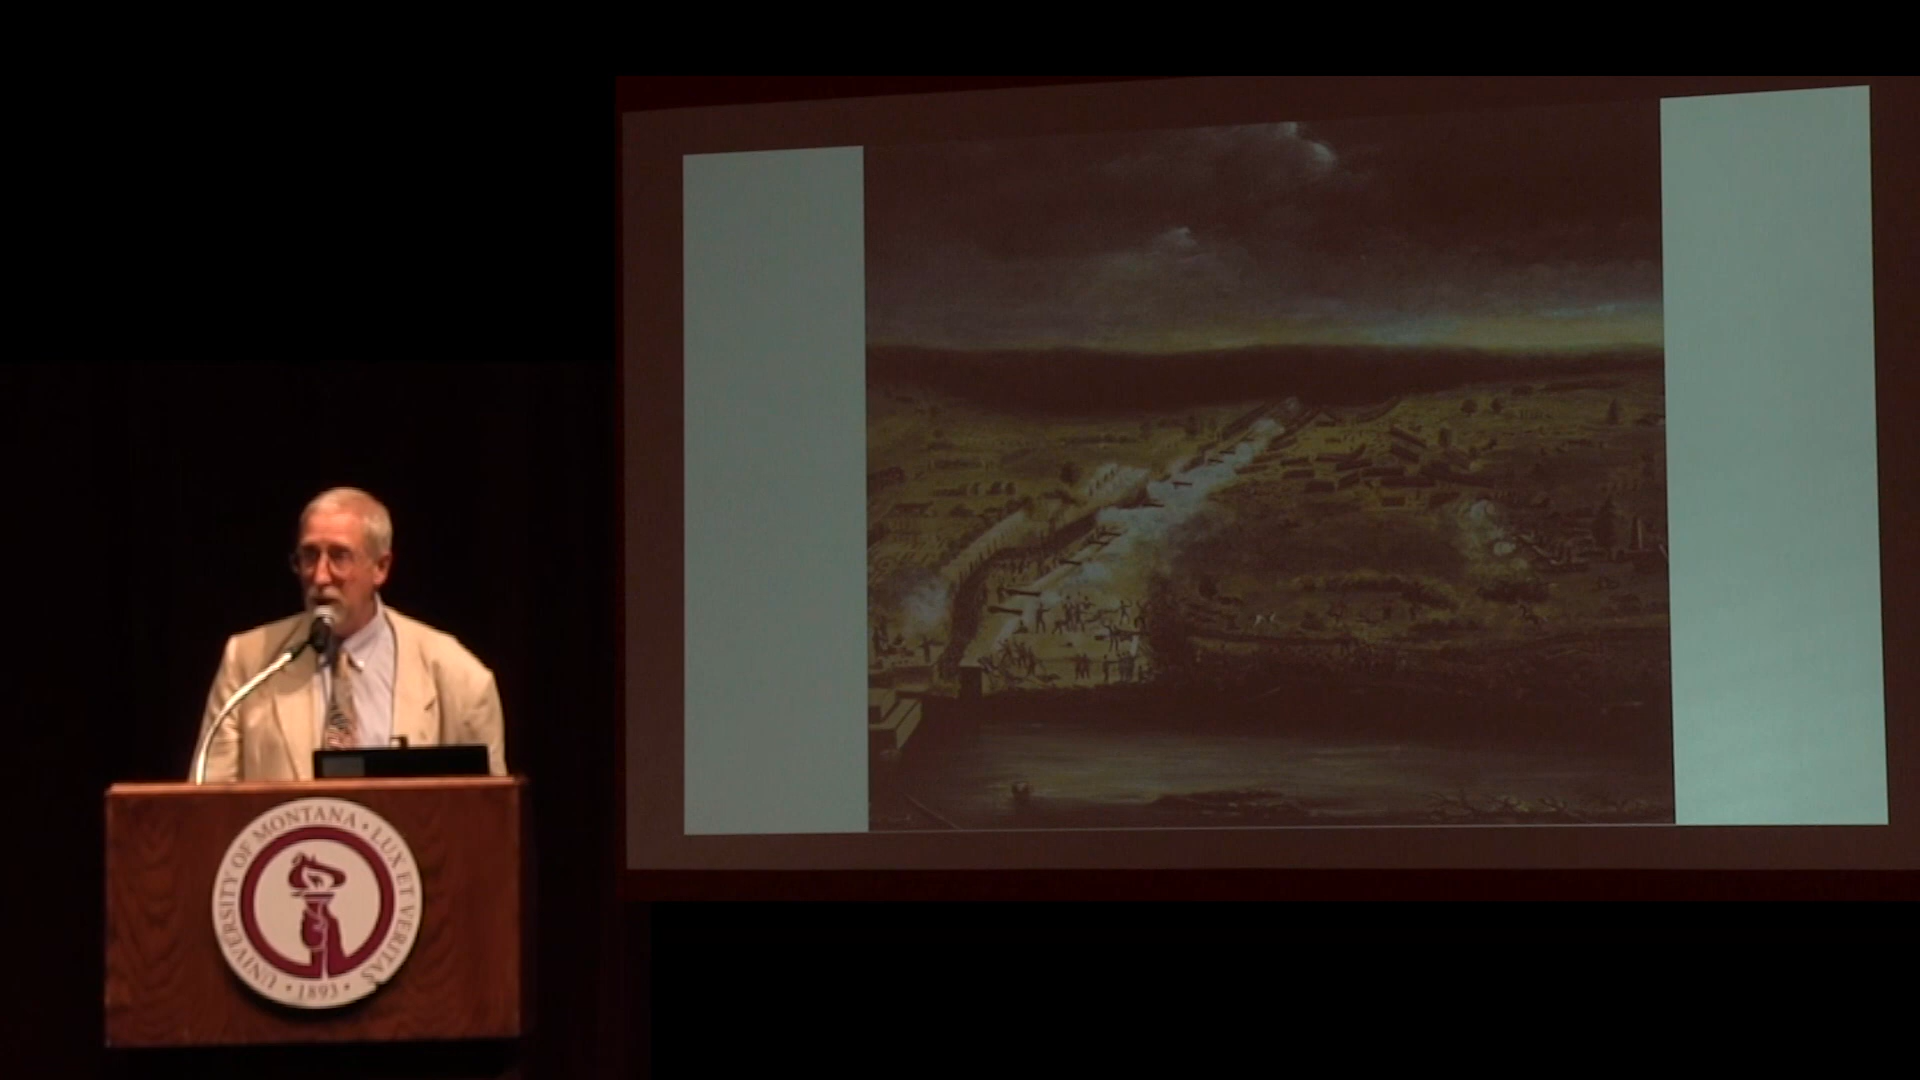 UNIVERSITY OF MONTANA • LUX ET VERITAS
• 1893 •